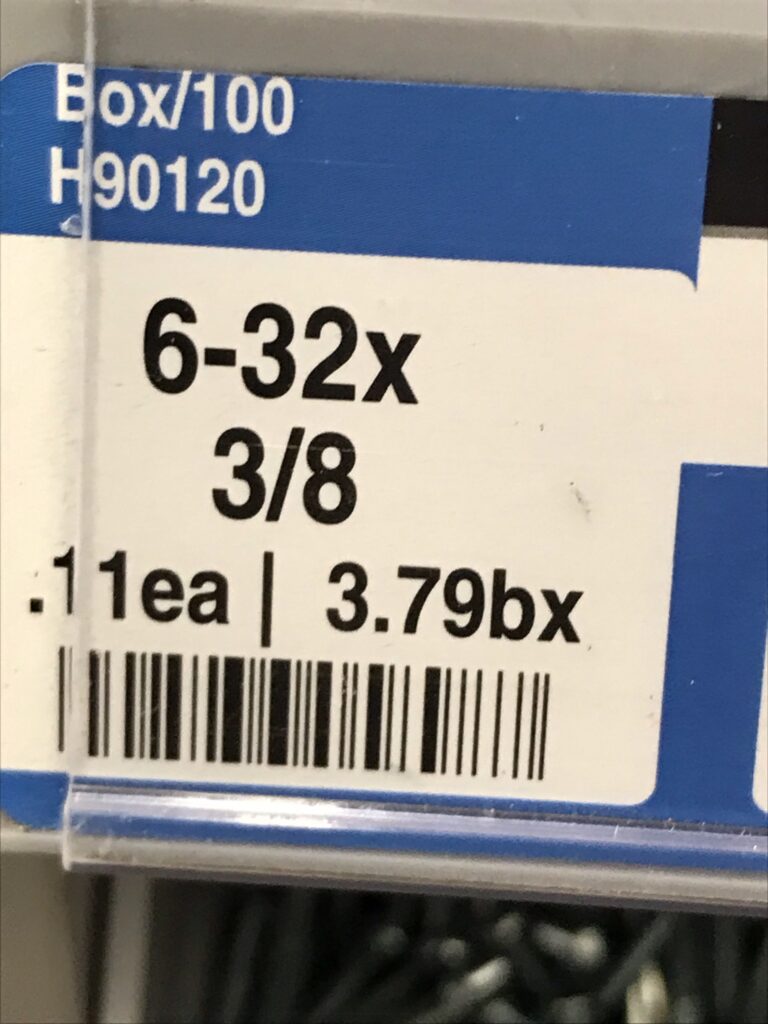 Box/100
H90120
6-32x
3/8
.11ea | 3.79bx